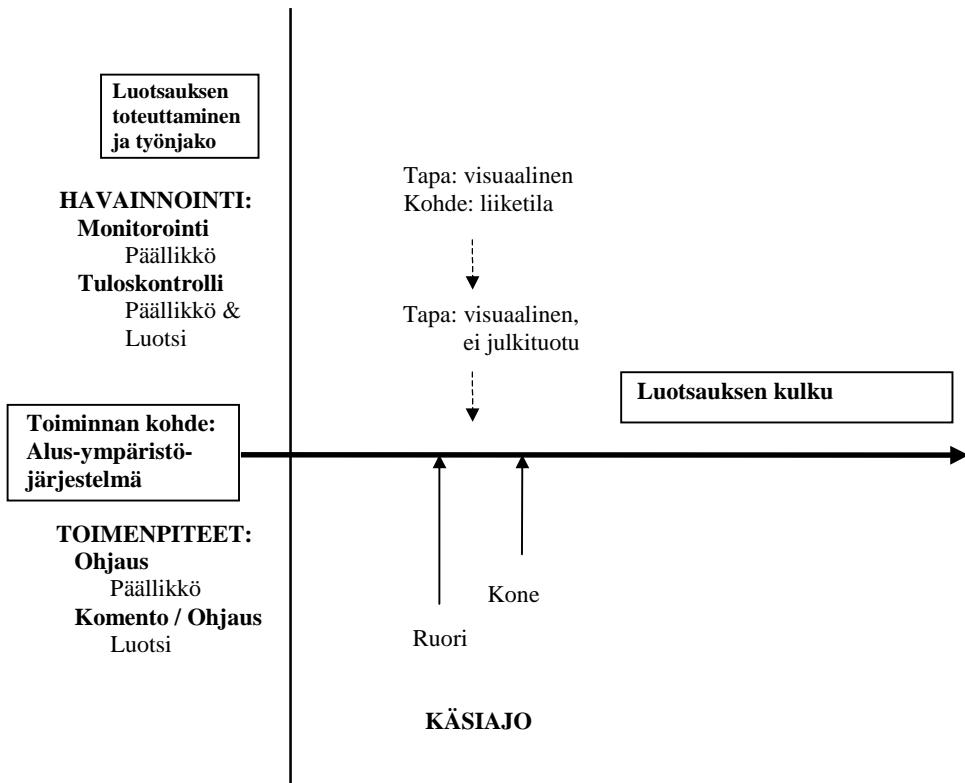 Luotsauksen
toteuttaminen
ja työnjako
HAVAINNOINTI:
Monitorointi
Päällikkö
Tuloskontrolli
Päällikkö &
Luotsi
Tapa: visuaalinen
Kohde: liiketila
Tapa: visuaalinen,
ei julkituotu
Luotsauksen kulku
Toiminnan kohde:
Alus-ympäristö-
järjestelmä
TOIMENPITEET:
Ohjaus
Päällikkö
Komento / Ohjaus
Luotsi
Kone
Ruori
KÄSIAJO